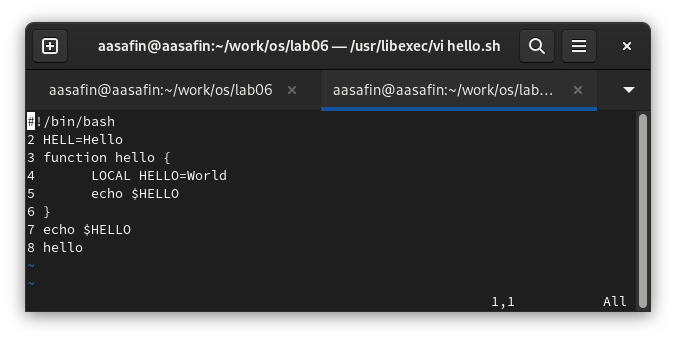 aasafin@aasafin:~/work/os/lab06 — /usr/libexec/vi hello.sh
aasafin@aasafin:~/work/os/lab06
aasafin@aasafin:~/work/os/lab…
#!/bin/bash
2 HELL=Hello
3 function hello {
4 LOCAL HELLO=World
5 echo $HELLO
6 }
7 echo $HELLO
8 hello
~
~
1,1 All